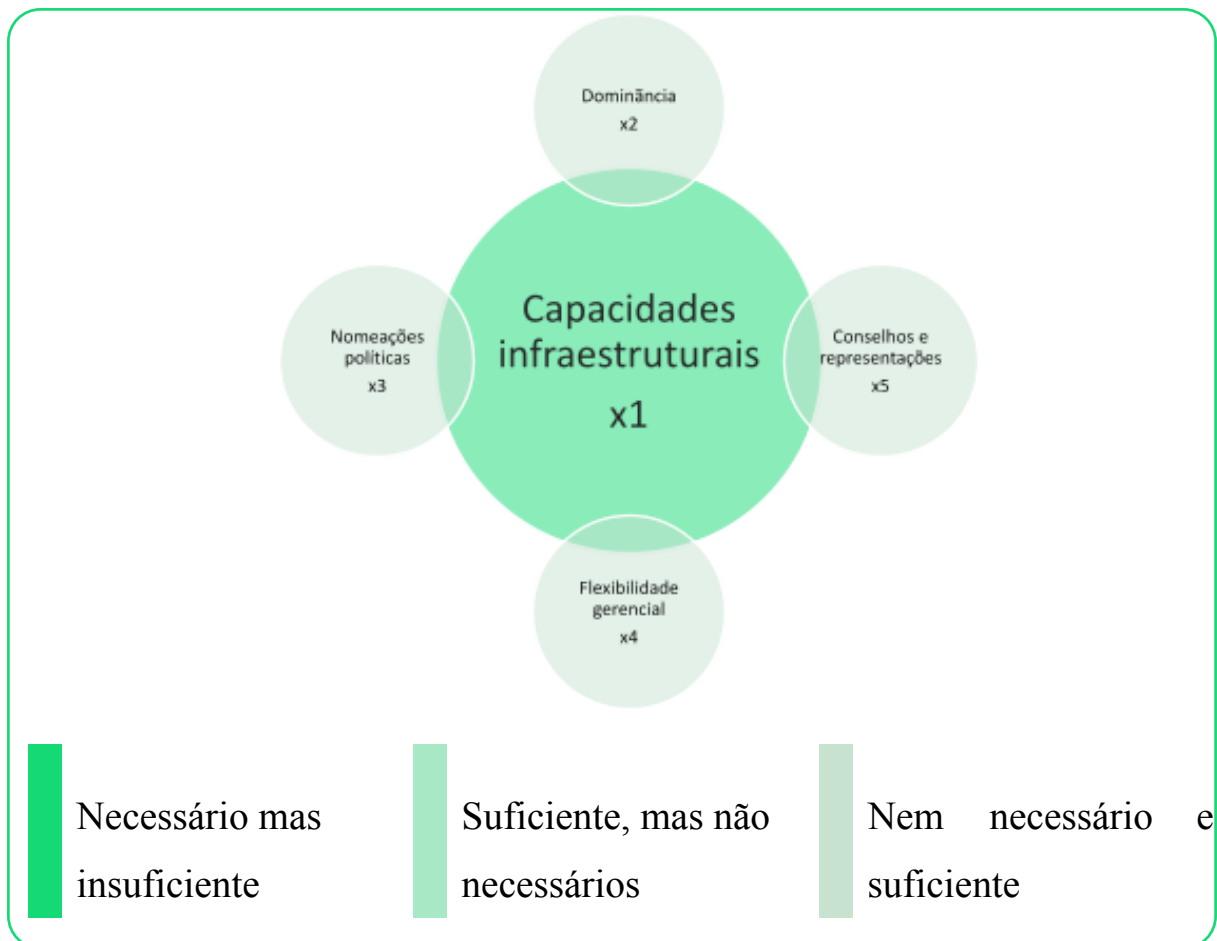 Dominãncia
x2
Nomeações
políticas
x3
Capacidades
infraestruturais
x1
Conselhos e
representações
x5
Flexibilidade
gerencial
x4
Necessário mas
insuficiente
Suficiente, mas não
necessários
Nem necessário e
suficiente